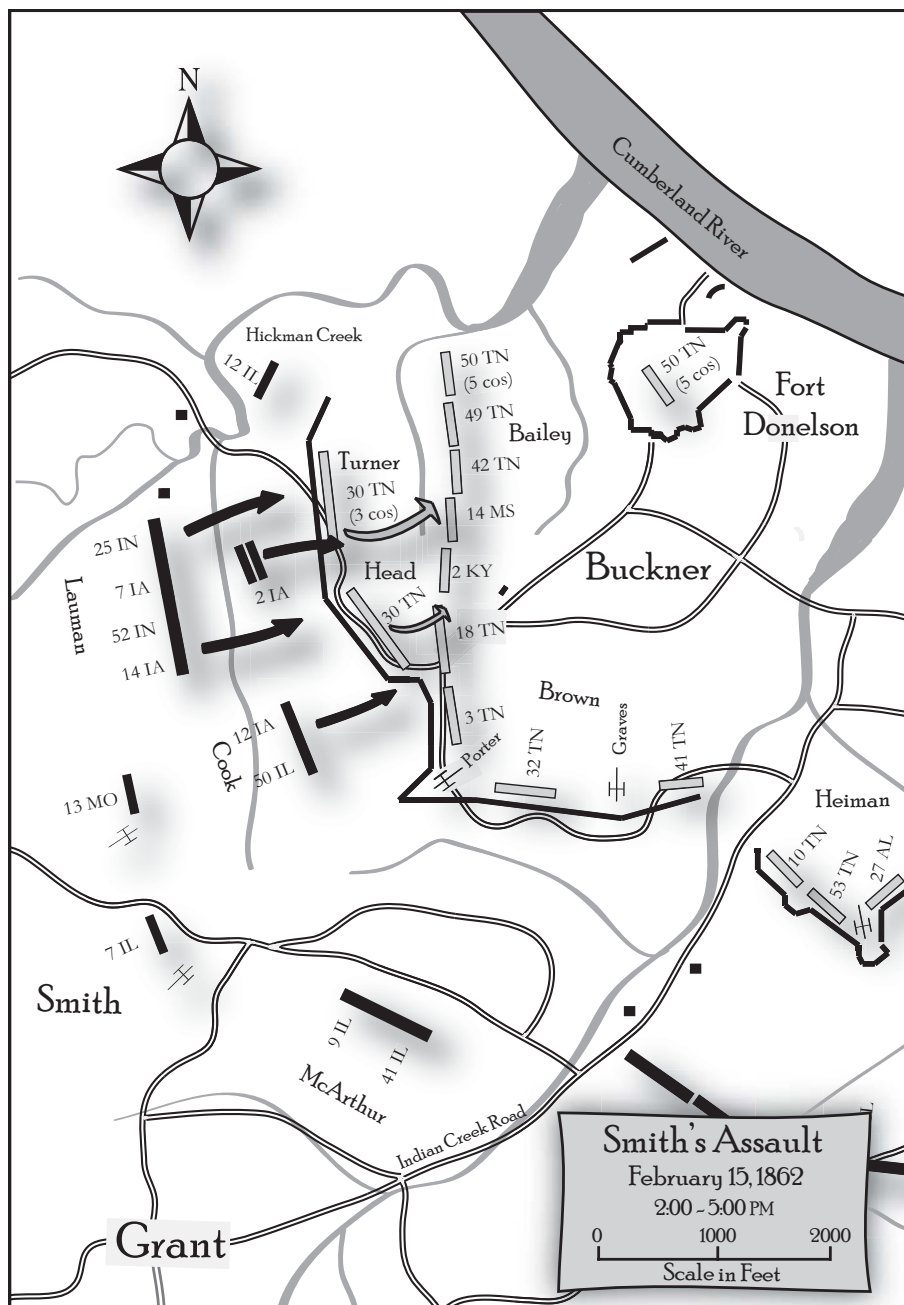 N
Cumberland River
Hickman Creek
12 IL
50 TN
(5 cos)
50 TN
(5 cos)
Fort
Donelson
49 TN
Bailey
42 TN
Turner
30 TN
(3 cos)
14 MS
25 IN
Lauman
7 IA
2 IA
Head
2 KY
Buckner
52 IN
30 TN
18 TN
14 IA
12 IA
Cook
50 IL
3 TN
Brown
Porter
32 TN
Graves
41 TN
13 MO
Heiman
10 TN
53 TN
27 AL
7 IL
Smith
9 IL
41 IL
McArthur
Indian Creek Road
Grant
Smith's Assault
February 15, 1862
2:00 - 5:00 PM
0 1000 2000
Scale in Feet